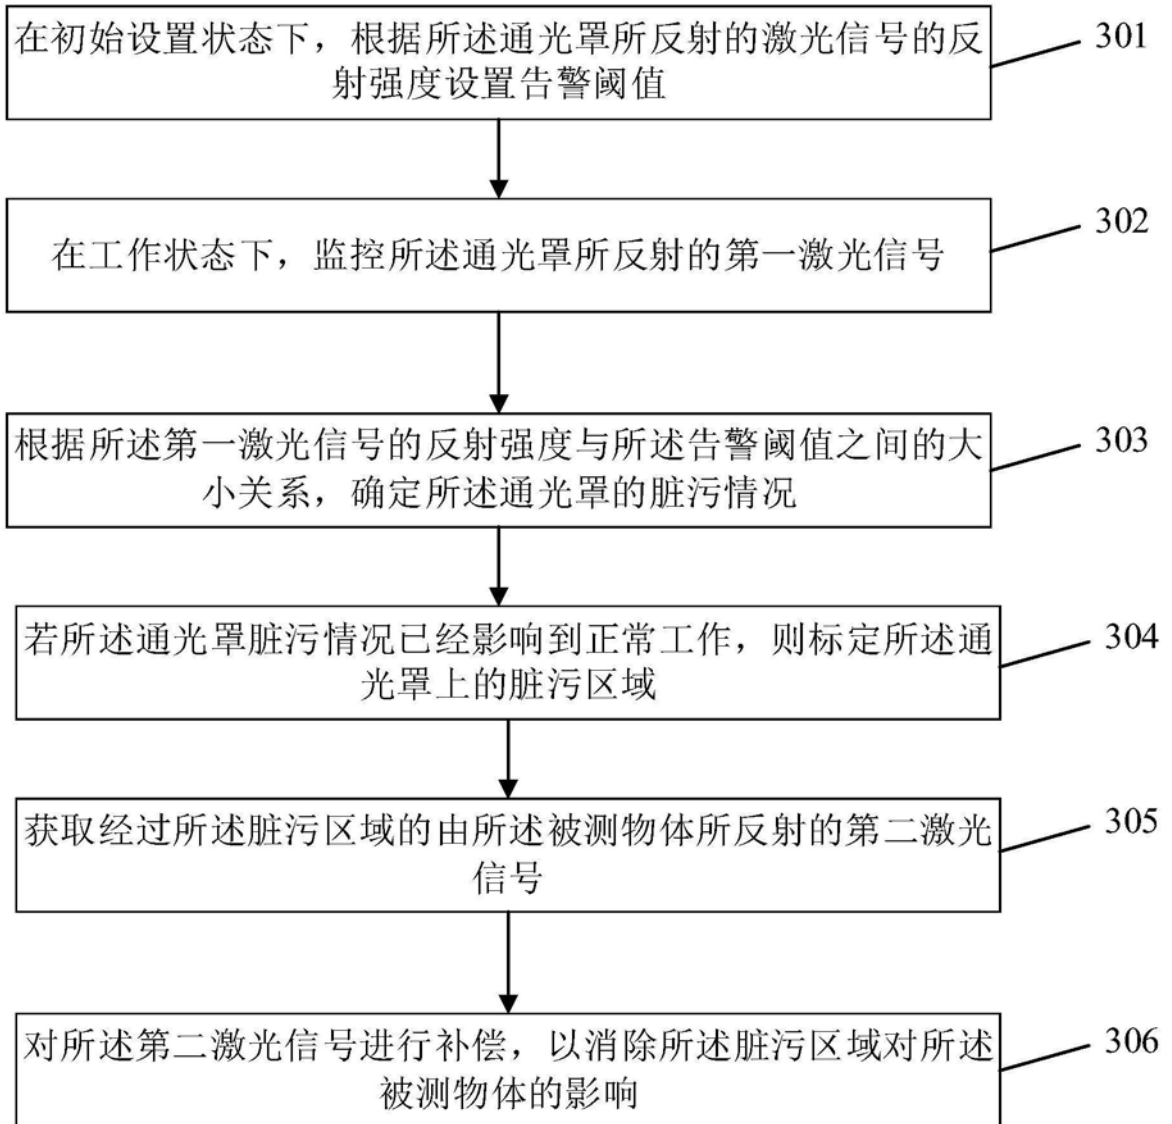 在初始设置状态下，根据所述通光罩所反射的激光信号的反
射强度设置告警阈值
301
在工作状态下，监控所述通光罩所反射的第一激光信号
302
根据所述第一激光信号的反射强度与所述告警阈值之间的大
小关系，确定所述通光罩的脏污情况
303
若所述通光罩脏污情况已经影响到正常工作，则标定所述通
光罩上的脏污区域
304
获取经过所述脏污区域的由所述被测物体所反射的第二激光
信号
305
对所述第二激光信号进行补偿，以消除所述脏污区域对所述
被测物体的影响
306